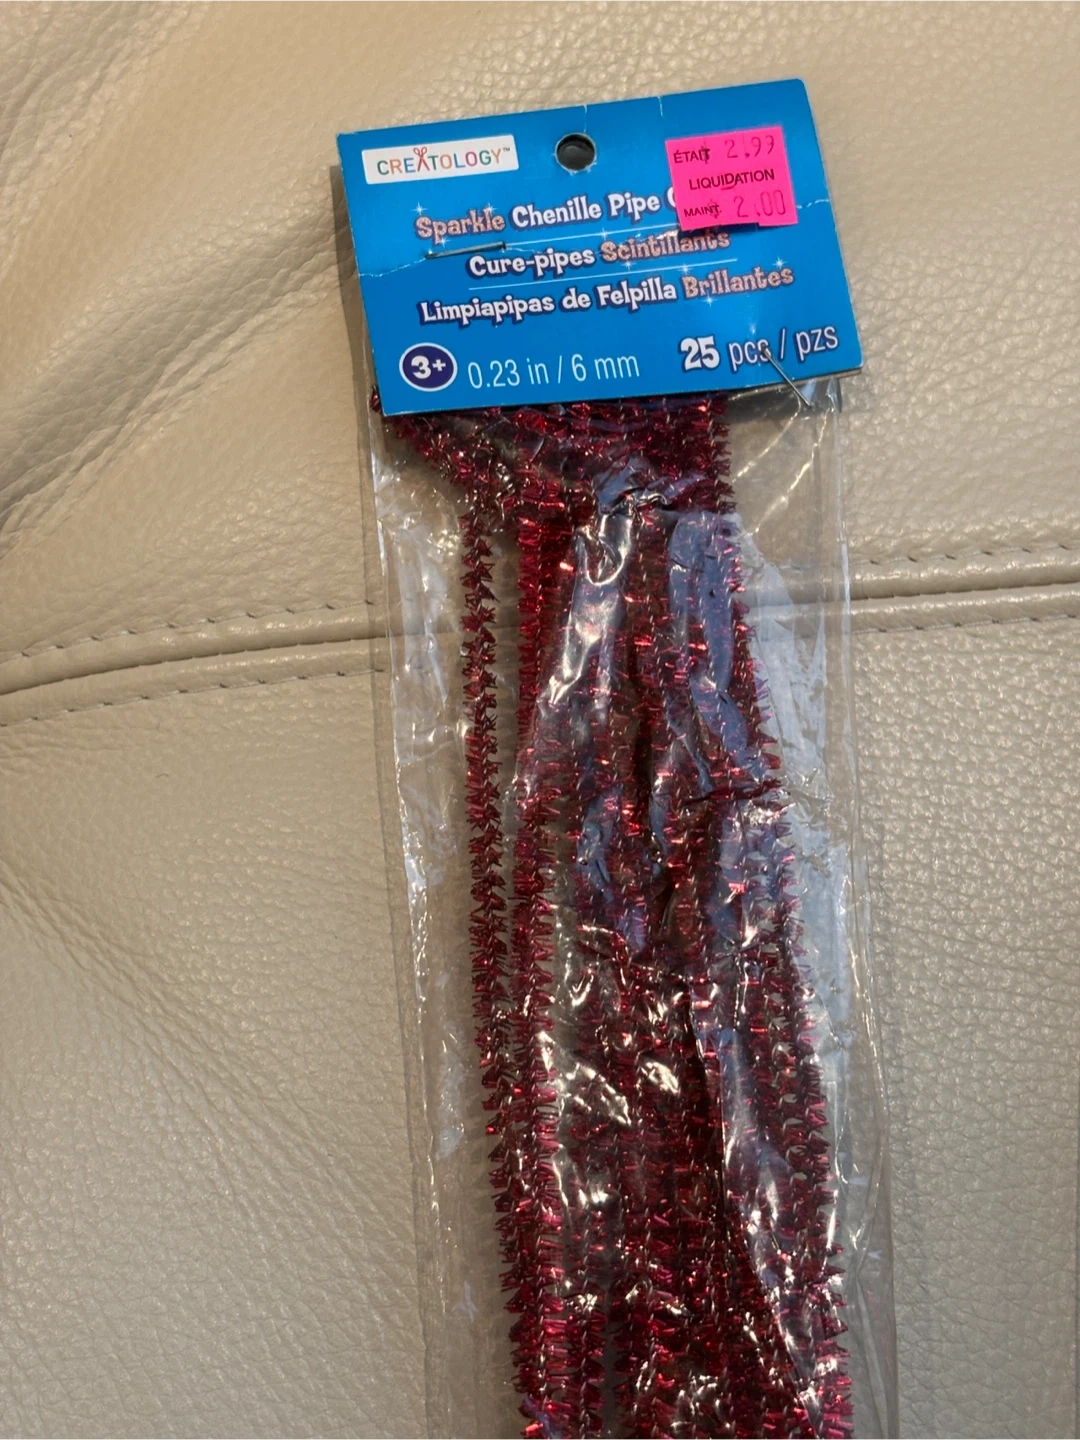 CREATOLOGY™
ÉTAIT 2.99
LIQUIDATION
MAINT. 2.00
Sparkle Chenille Pipe
Cure-pipes Scintillants
Limpiapipas de Felpilla Brillantes
3+ 0.23 in / 6 mm 25 pcs / pzs